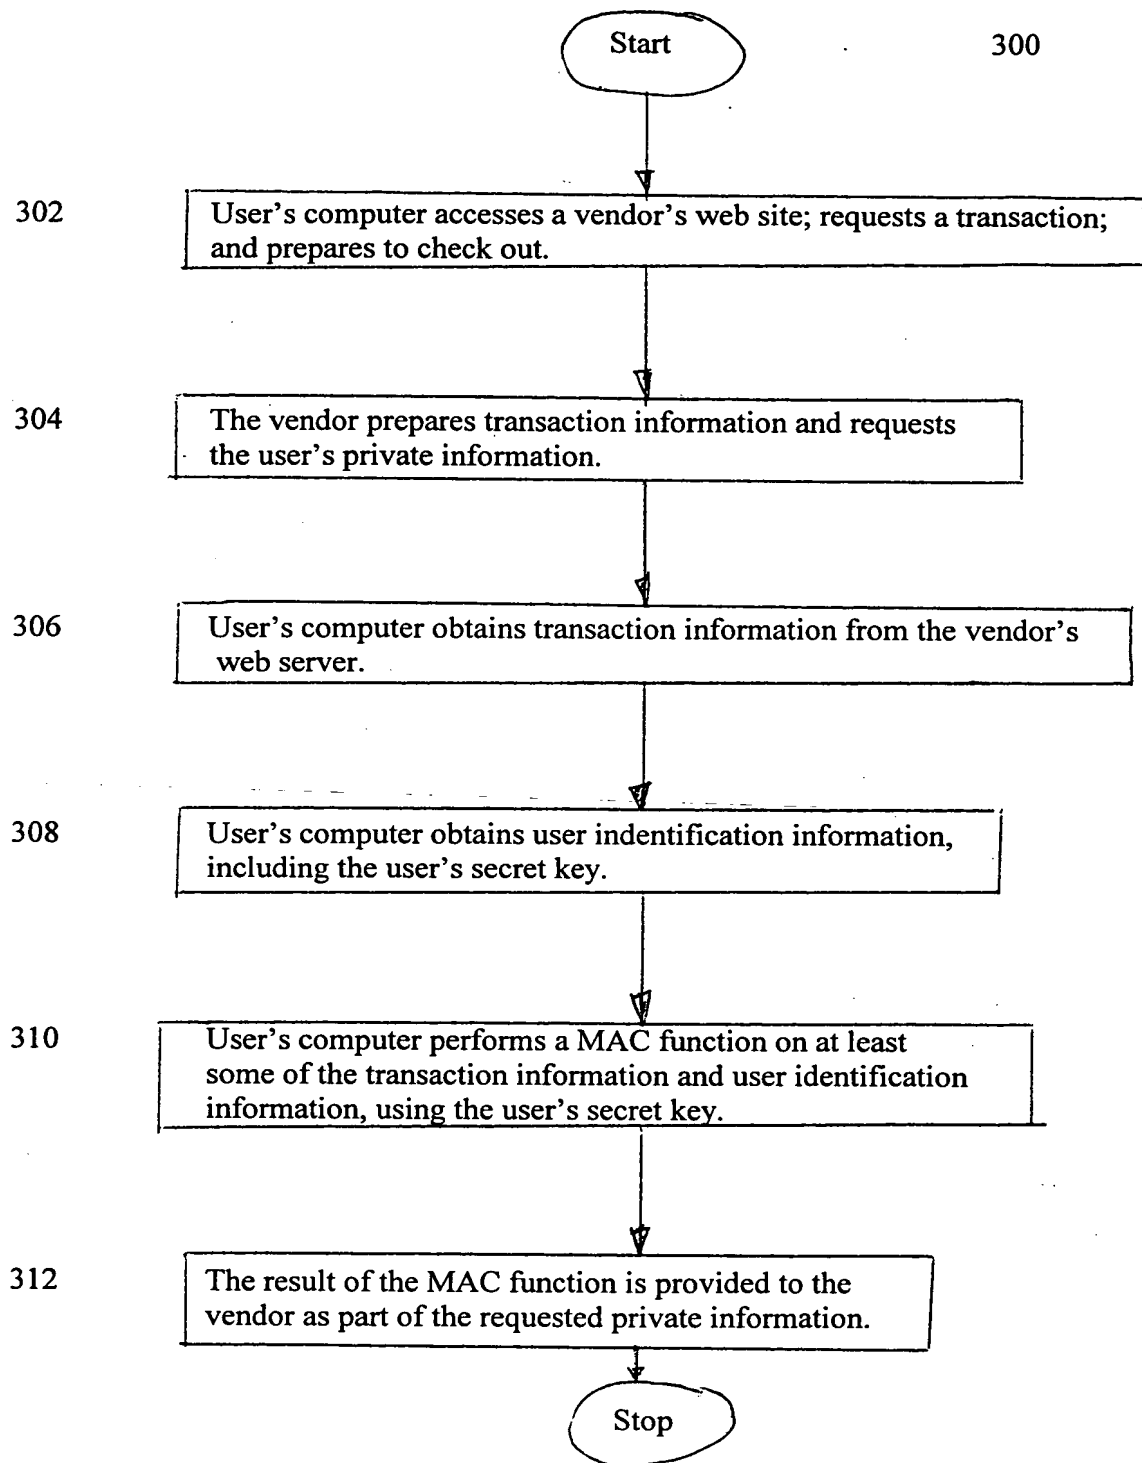 Start
300
302
User's computer accesses a vendor's web site; requests a transaction;
and prepares to check out.
304
The vendor prepares transaction information and requests
the user's private information.
306
User's computer obtains transaction information from the vendor's
web server.
308
User's computer obtains user indentification information,
including the user's secret key.
310
User's computer performs a MAC function on at least
some of the transaction information and user identification
information, using the user's secret key.
312
The result of the MAC function is provided to the
vendor as part of the requested private information.
Stop